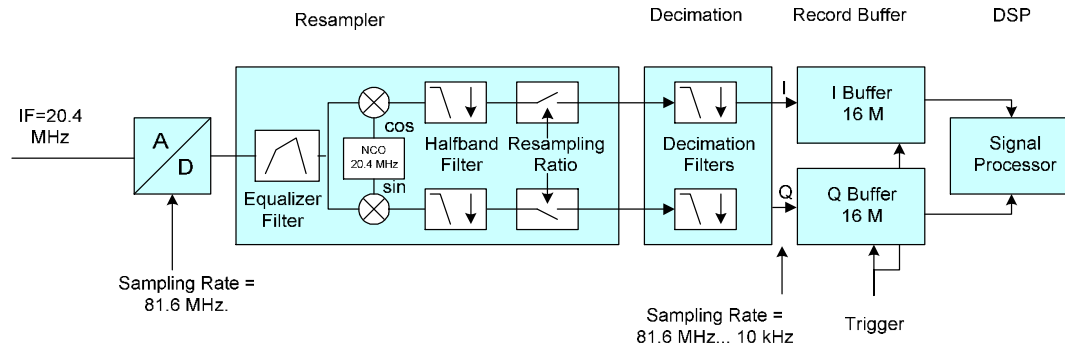 Resampler
Decimation
Record Buffer
DSP
IF=20.4
MHz
A
D
Equalizer
Filter
cos
NCO
20.4 MHz
sin
Halfband
Filter
Resampling
Ratio
Decimation
Filters
I
Q
I Buffer
16 M
Q Buffer
16 M
Signal
Processor
Sampling Rate =
81.6 MHz.
Sampling Rate =
81.6 MHz... 10 kHz
Trigger